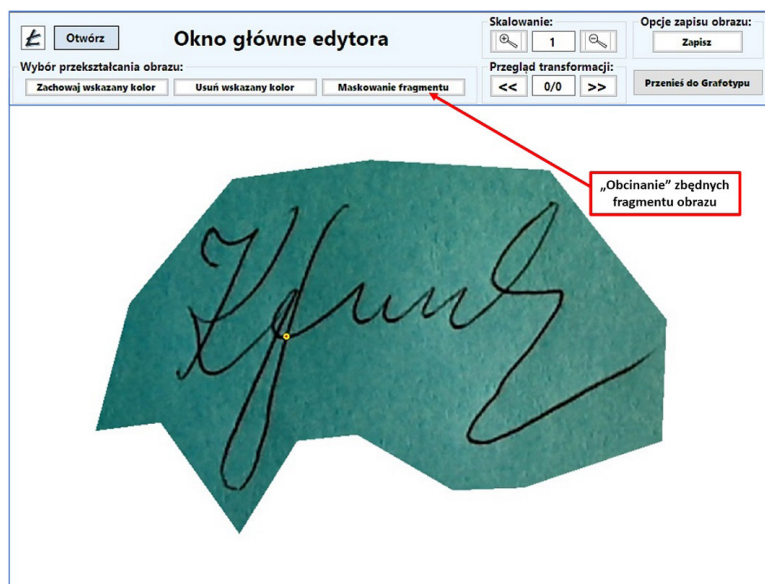 Otwórz
Okno główne edytora
Skalowanie:
1
Opcje zapisu obrazu:
Zapisz
Wybór przekształcania obrazu:
Zachowaj wskazany kolor
Usuń wskazany kolor
Maskowanie fragmentu
Przegląd transformacji:
<< 0/0 >>
Przenieś do Grafotypu
„Obcinanie” zbędnych
fragmentu obrazu